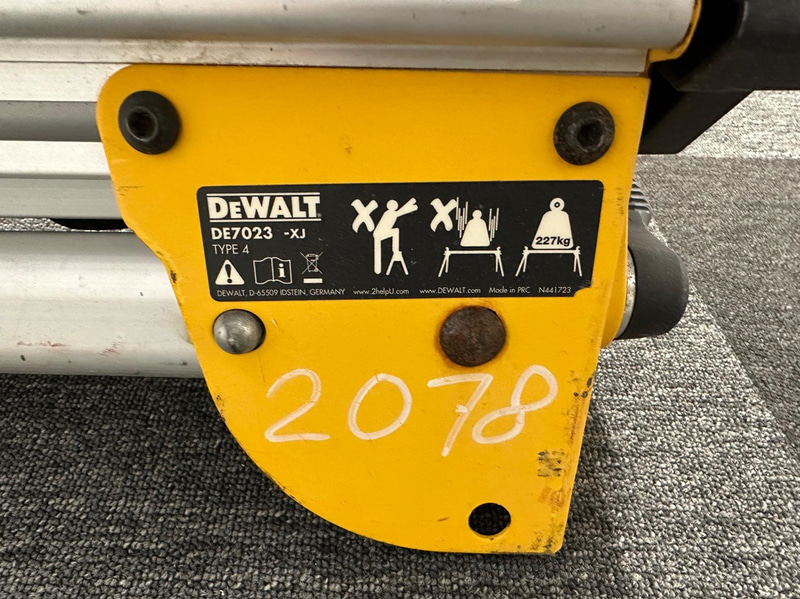 DEWALT
DE7023 -XJ
TYPE 4
227kg
DEWALT, D-65509 IDSTEIN, GERMANY www.2helpU.com www.DEWALT.com Made in PRC N441723
2078